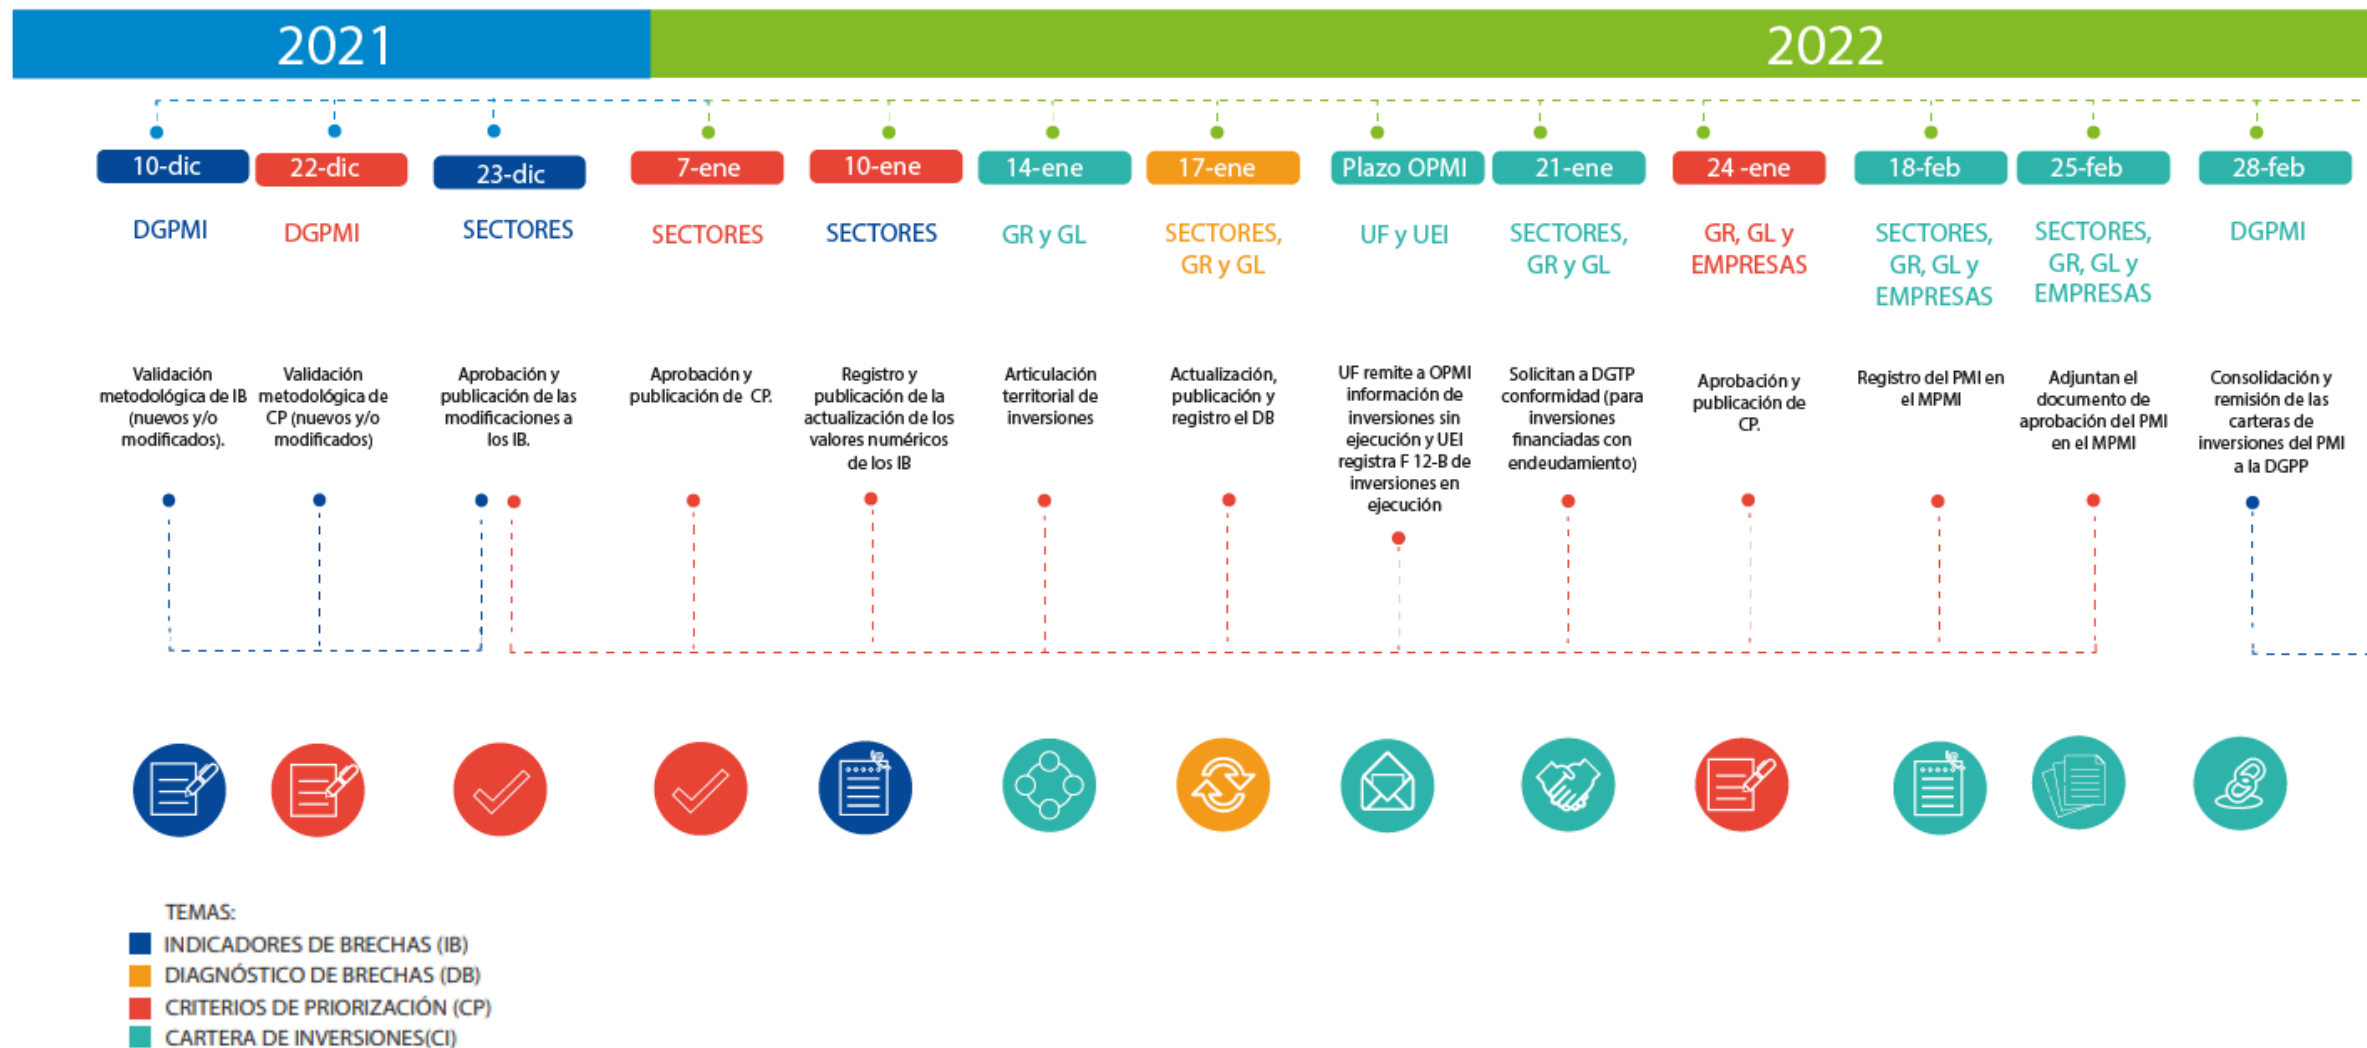 2021
2022
10-dic
22-dic
23-dic
7-ene
10-ene
14-ene
17-ene
Plazo OPMI
21-ene
24 -ene
18-feb
25-feb
28-feb
DGPMI
DGPMI
SECTORES
SECTORES
SECTORES
GR y GL
SECTORES,
GR y GL
UF y UEI
SECTORES,
GR y GL
GR, GL y
EMPRESAS
SECTORES,
GR, GL y
EMPRESAS
SECTORES,
GR, GL y
EMPRESAS
DGPMI
Validación
metodológica de IB
(nuevos y/o
modificados).
Validación
metodológica de
CP (nuevos y/o
modificados)
Aprobación y
publicación de las
modificaciones a
los IB.
Aprobación y
publicación de CP.
Registro y
publicación de la
actualización de los
valores numéricos
de los IB
Articulación
territorial de
inversiones
Actualización,
publicación y
registro el DB
UF remite a OPMI
información de
inversiones sin
ejecución y UEI
registra F 12-B de
inversiones en
ejecución
Solicitan a DGTP
conformidad (para
inversiones
financiadas con
endeudamiento)
Aprobación y
publicación de
CP.
Registro del PMI en
el MPMI
Adjuntan el
documento de
aprobación del PMI
en el MPMI
Consolidación y
remisión de las
carteras de
inversiones del PMI
a la DGPP
TEMAS:
INDICADORES DE BRECHAS (IB)
DIAGNÓSTICO DE BRECHAS (DB)
CRITERIOS DE PRIORIZACIÓN (CP)
CARTERA DE INVERSIONES(CI)